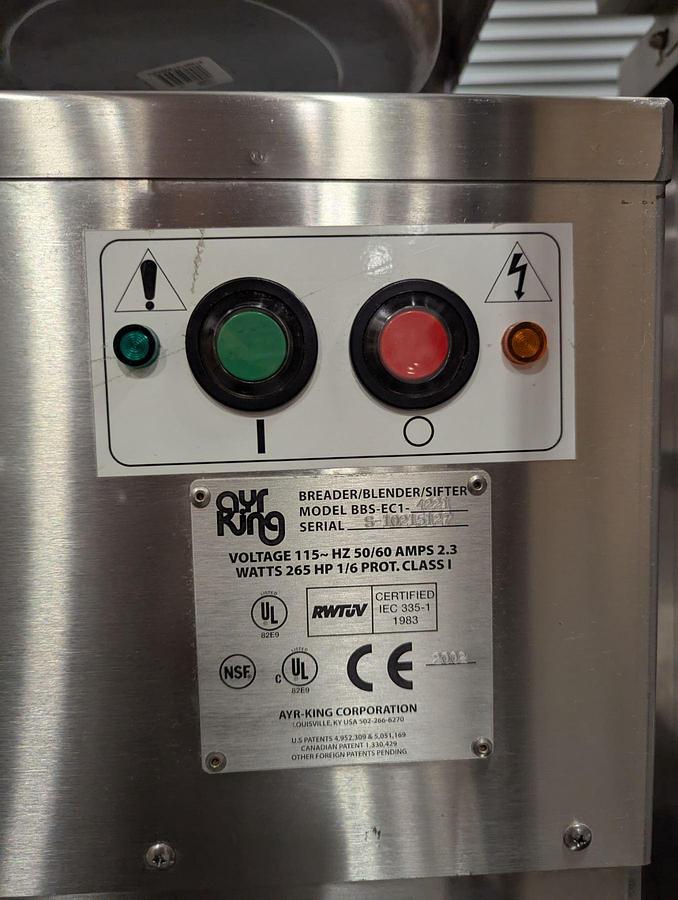 I
O
ayr King
BREADER/BLENDER/SIFTER
MODEL BBS-EC1-
SERIAL
VOLTAGE 115~ HZ 50/60 AMPS 2.3
WATTS 265 HP 1/6 PROT. CLASS I
LISTED
UL
82E9
RWTÜV
CERTIFIED
IEC 335-1
1983
NSF
LISTED
c UL
82E9
CE
2002
AYR-KING CORPORATION
LOUISVILLE, KY USA 502-266-6270
U.S PATENTS 4,952,309 & 5,051,169
CANADIAN PATENT 1,330,429
OTHER FOREIGN PATENTS PENDING